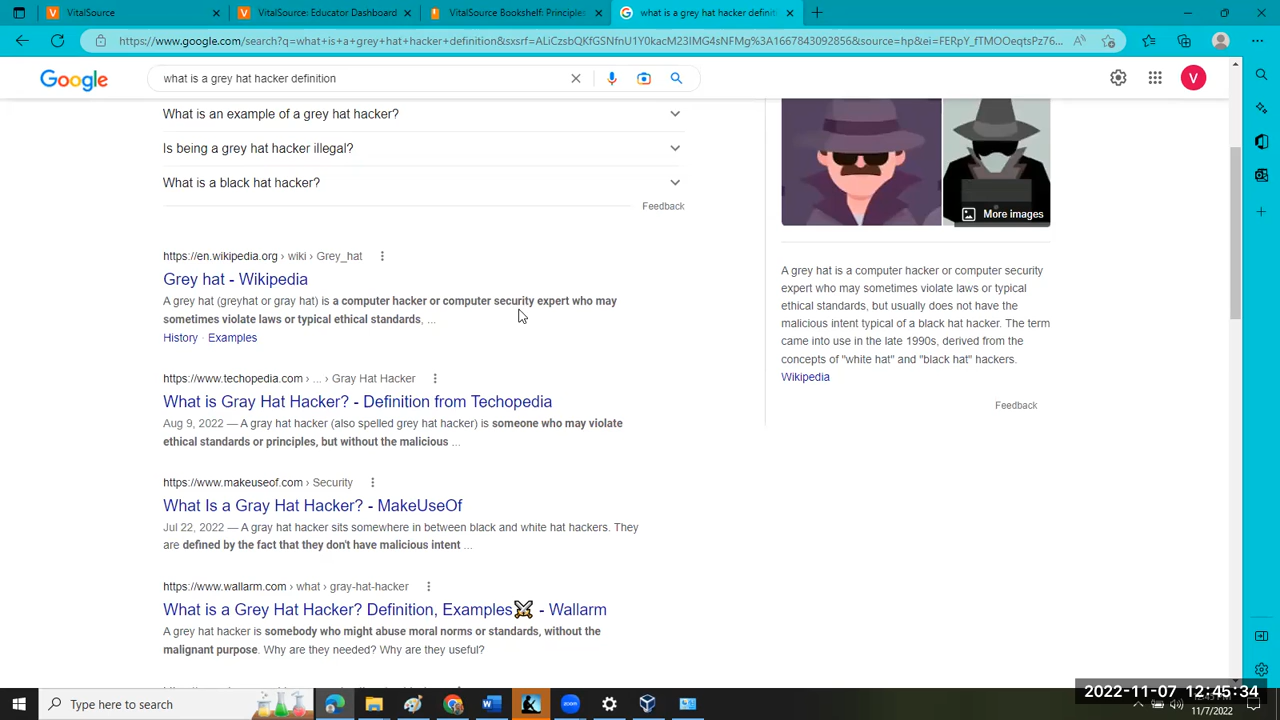 VitalSource
VitalSource: Educator Dashboard
VitalSource Bookshelf: Principles
what is a grey hat hacker definiti
https://www.google.com/search?q=what+is+a+grey+hat+hacker+definition&sxsrf=ALiCzsbQKfGSNfnU1Y0kacM23IMG4sNFMg%3A1667843092856&source=hp&ei=FERpY_fTMOOeqtsPz76...
Google
what is a grey hat hacker definition
V
What is an example of a grey hat hacker?
Is being a grey hat hacker illegal?
What is a black hat hacker?
Feedback
https://en.wikipedia.org › wiki › Grey_hat
Grey hat - Wikipedia
A grey hat (greyhat or gray hat) is a computer hacker or computer security expert who may
sometimes violate laws or typical ethical standards, ...
History · Examples
https://www.techopedia.com › ... › Gray Hat Hacker
What is Gray Hat Hacker? - Definition from Techopedia
Aug 9, 2022 — A gray hat hacker (also spelled grey hat hacker) is someone who may violate
ethical standards or principles, but without the malicious ...
https://www.makeuseof.com › Security
What Is a Gray Hat Hacker? - MakeUseOf
Jul 22, 2022 — A gray hat hacker sits somewhere in between black and white hat hackers. They
are defined by the fact that they don't have malicious intent ...
https://www.wallarm.com › what › gray-hat-hacker
What is a Grey Hat Hacker? Definition, Examples⚔️ - Wallarm
A grey hat hacker is somebody who might abuse moral norms or standards, without the
malignant purpose. Why are they needed? Why are they useful?
More images
A grey hat is a computer hacker or computer security
expert who may sometimes violate laws or typical
ethical standards, but usually does not have the
malicious intent typical of a black hat hacker. The term
came into use in the late 1990s, derived from the
concepts of "white hat" and "black hat" hackers.
Wikipedia
Feedback
Type here to search
2022-11-07 12:45:34
11/7/2022